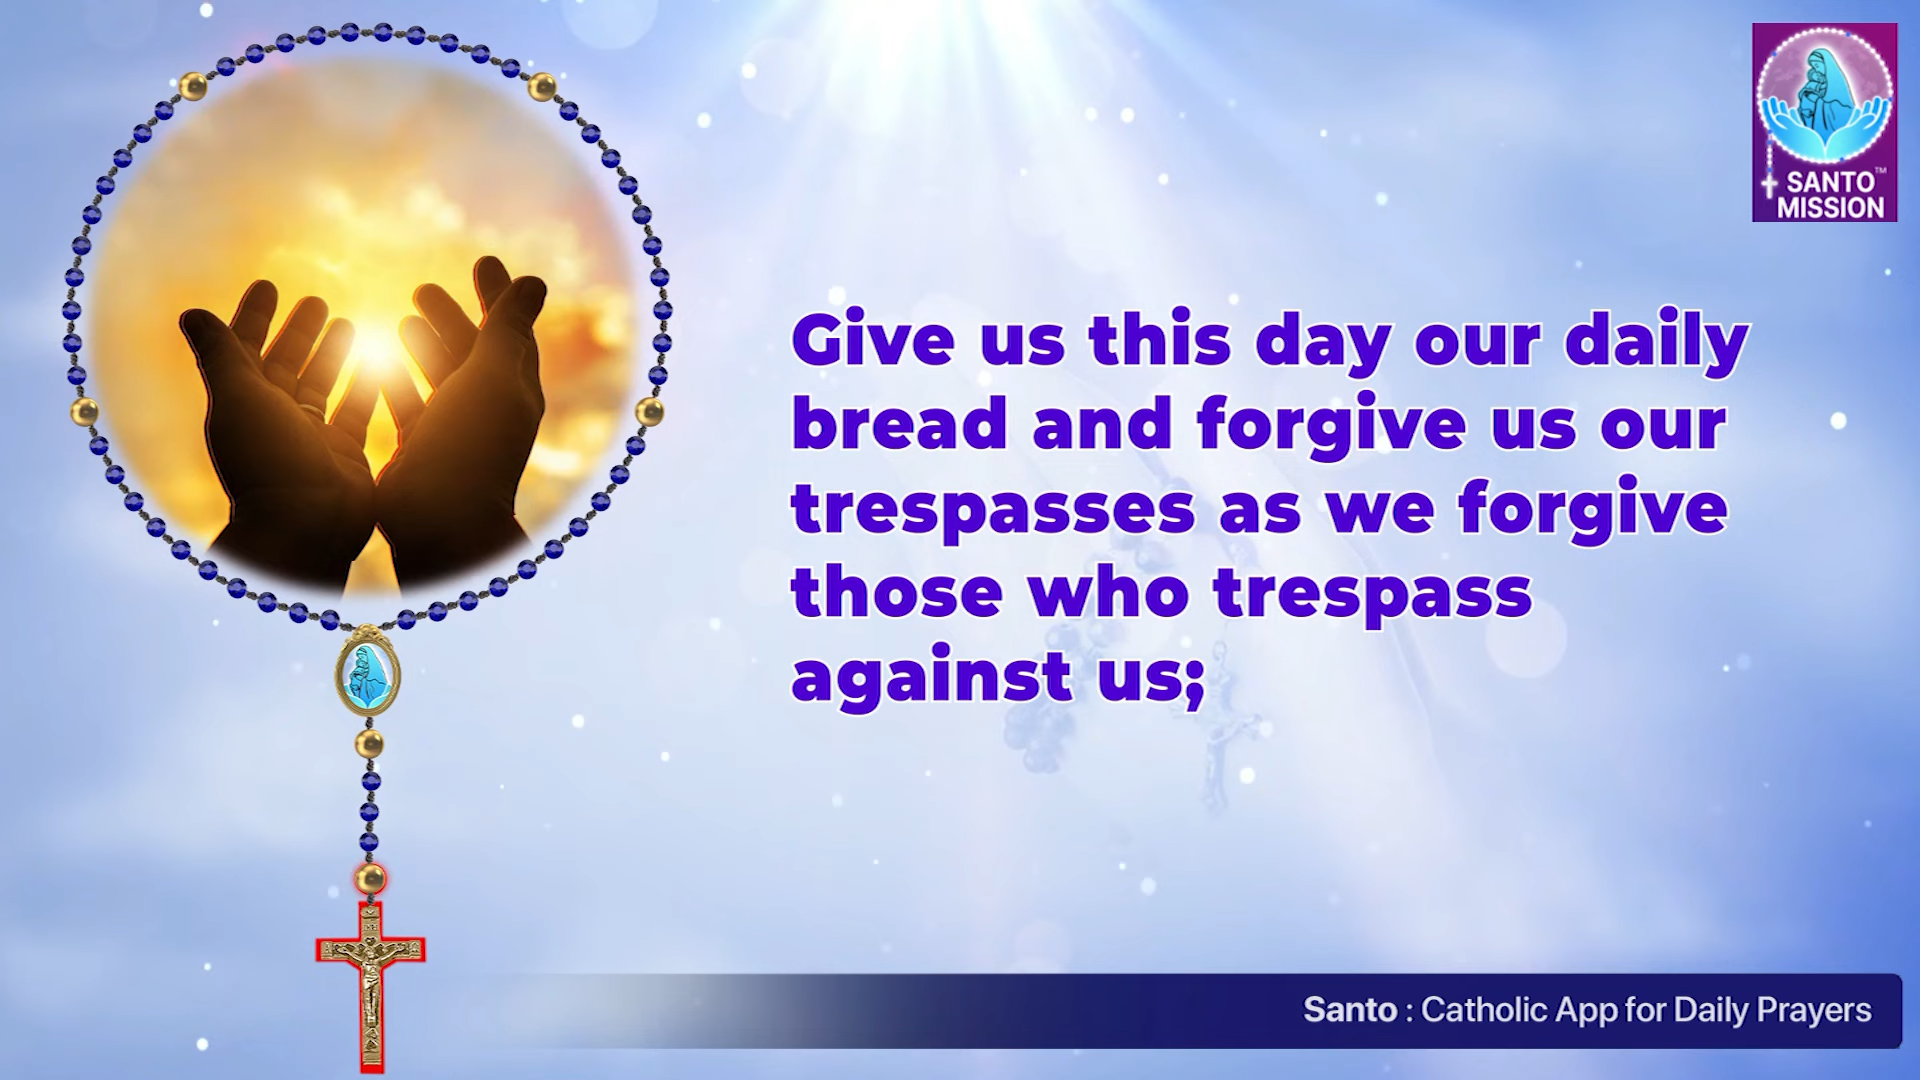 SANTO™
MISSION
Give us this day our daily
bread and forgive us our
trespasses as we forgive
those who trespass
against us;
Santo : Catholic App for Daily Prayers